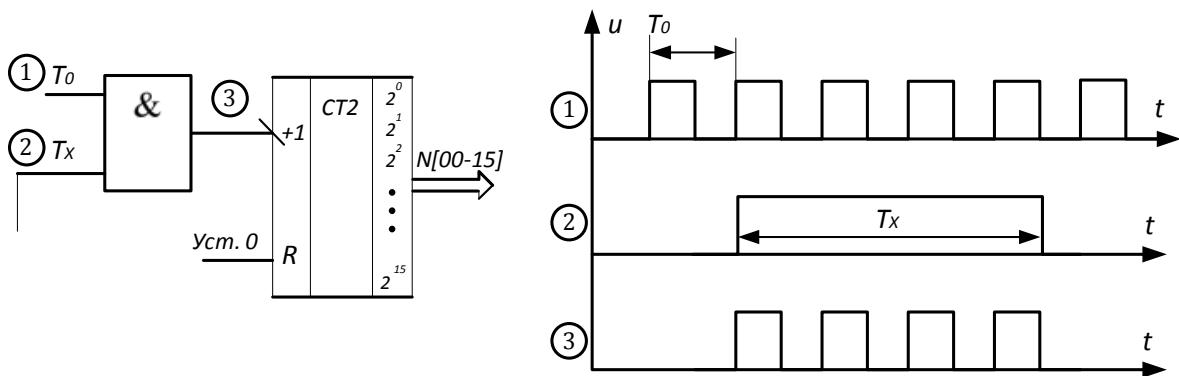 1 T0
&
3
CT2
2^0
2^1
2^2
+1
2 TX
N[00-15]
Уст. 0
R
2^15
u
T0
1
t
2
TX
t
3
t